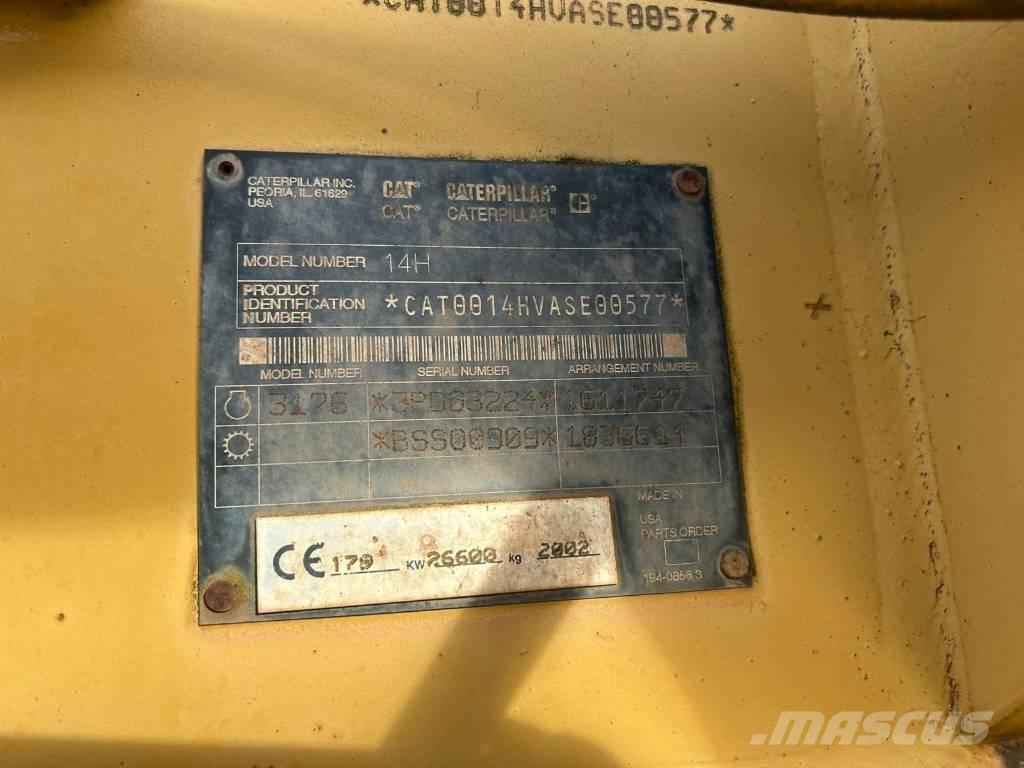 *CAT0014HVASE00577*
CATERPILLAR INC.
PEORIA, IL. 61629
USA
CAT® CATERPILLAR®
CAT® CATERPILLAR®
MODEL NUMBER 14H
PRODUCT
IDENTIFICATION
NUMBER
*CAT0014HVASE00577*
MODEL NUMBER SERIAL NUMBER ARRANGEMENT NUMBER
3176 *3PD03224* 1611747
*BSS00909* 1836614
MADE IN
USA
PARTS ORDER
194-0856 3
CE 179 KW 26600 kg 2002
MASCUS